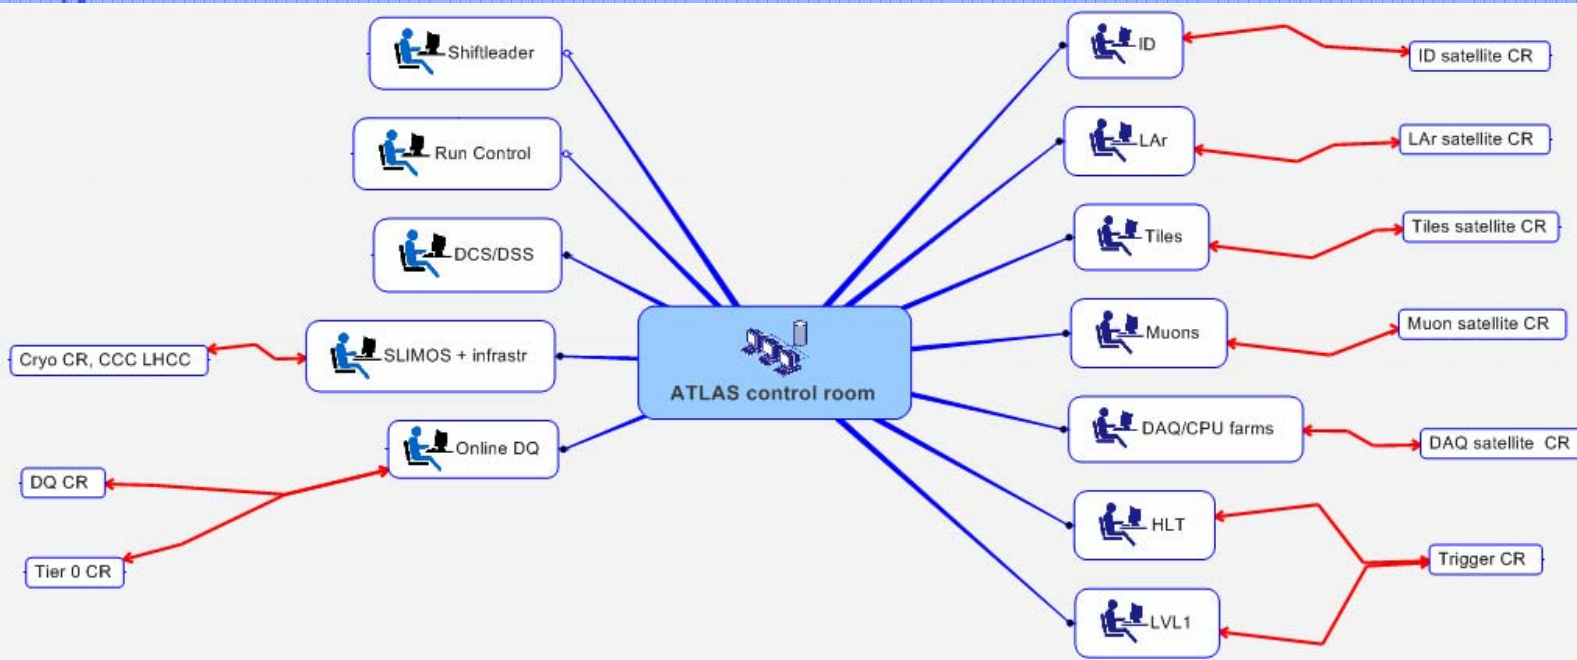 Shiftleader
Run Control
DCS/DSS
SLIMOS + infrastr
Cryo CR, CCC LHCC
Online DQ
DQ CR
Tier 0 CR
ATLAS control room
ID
ID satellite CR
LAr
LAr satellite CR
Tiles
Tiles satellite CR
Muons
Muon satellite CR
DAQ/CPU farms
DAQ satellite CR
HLT
Trigger CR
LVL1